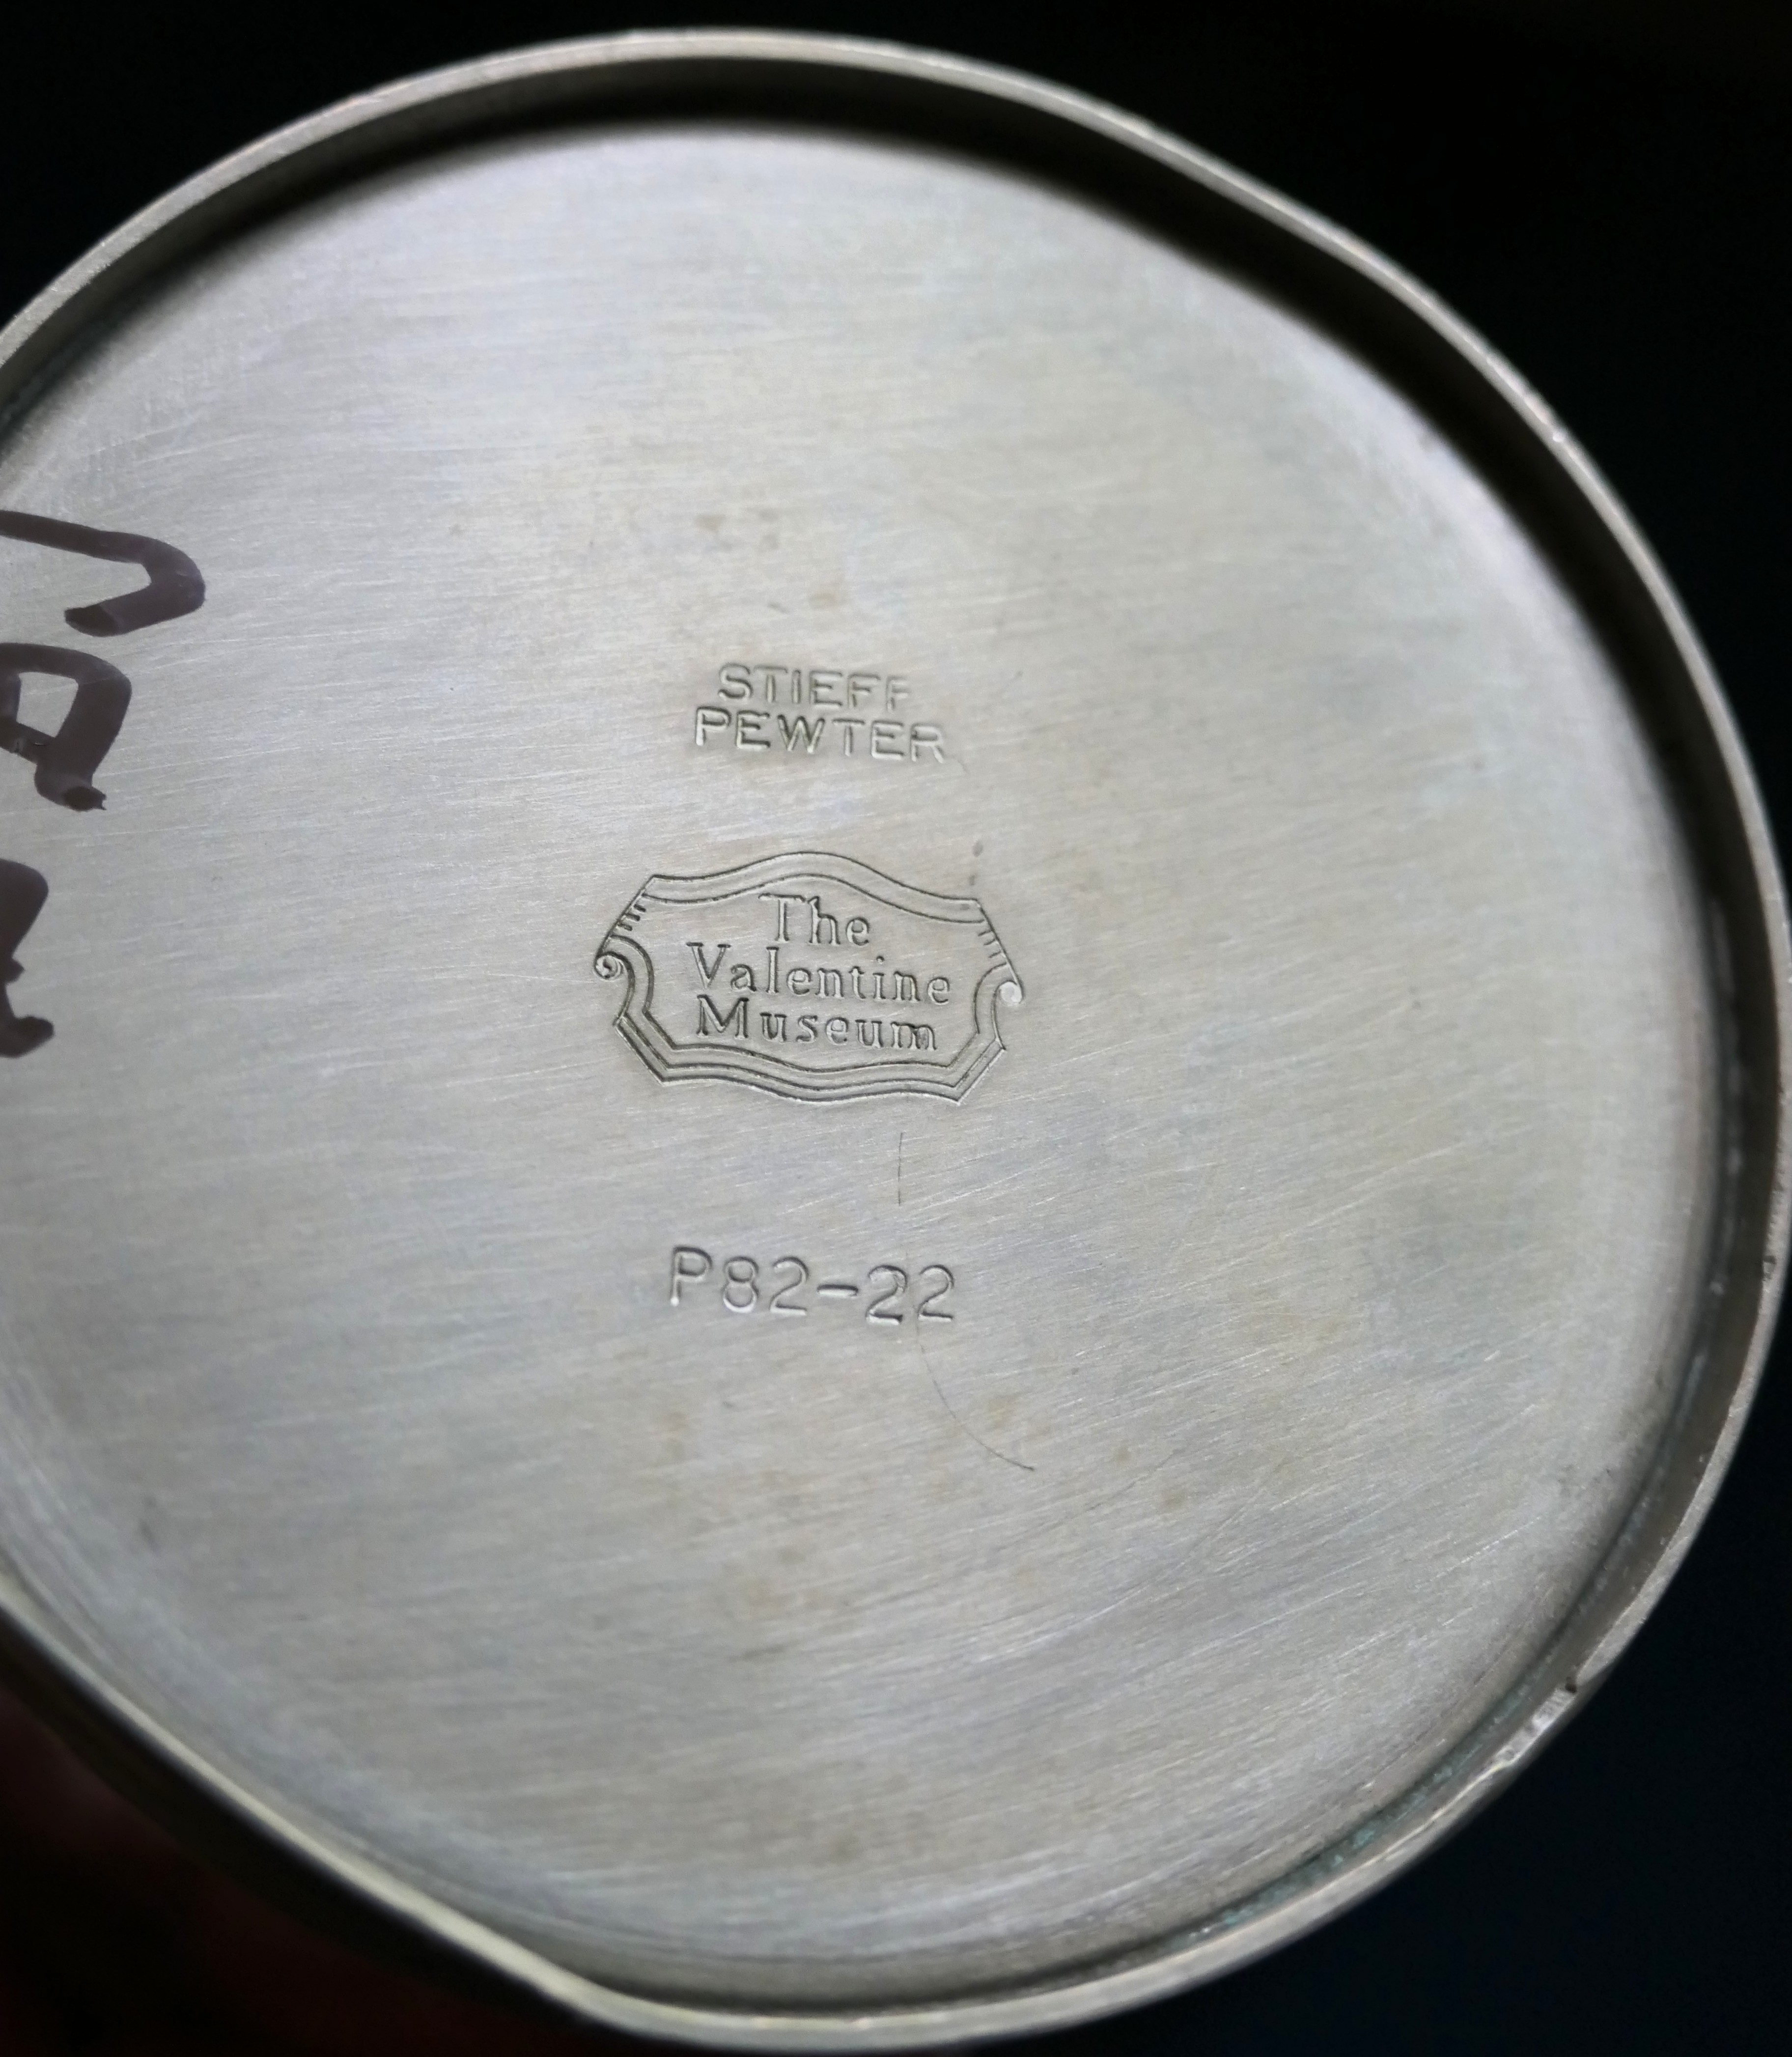 STIEFF
PEWTER
The
Valentine
Museum
P82-22